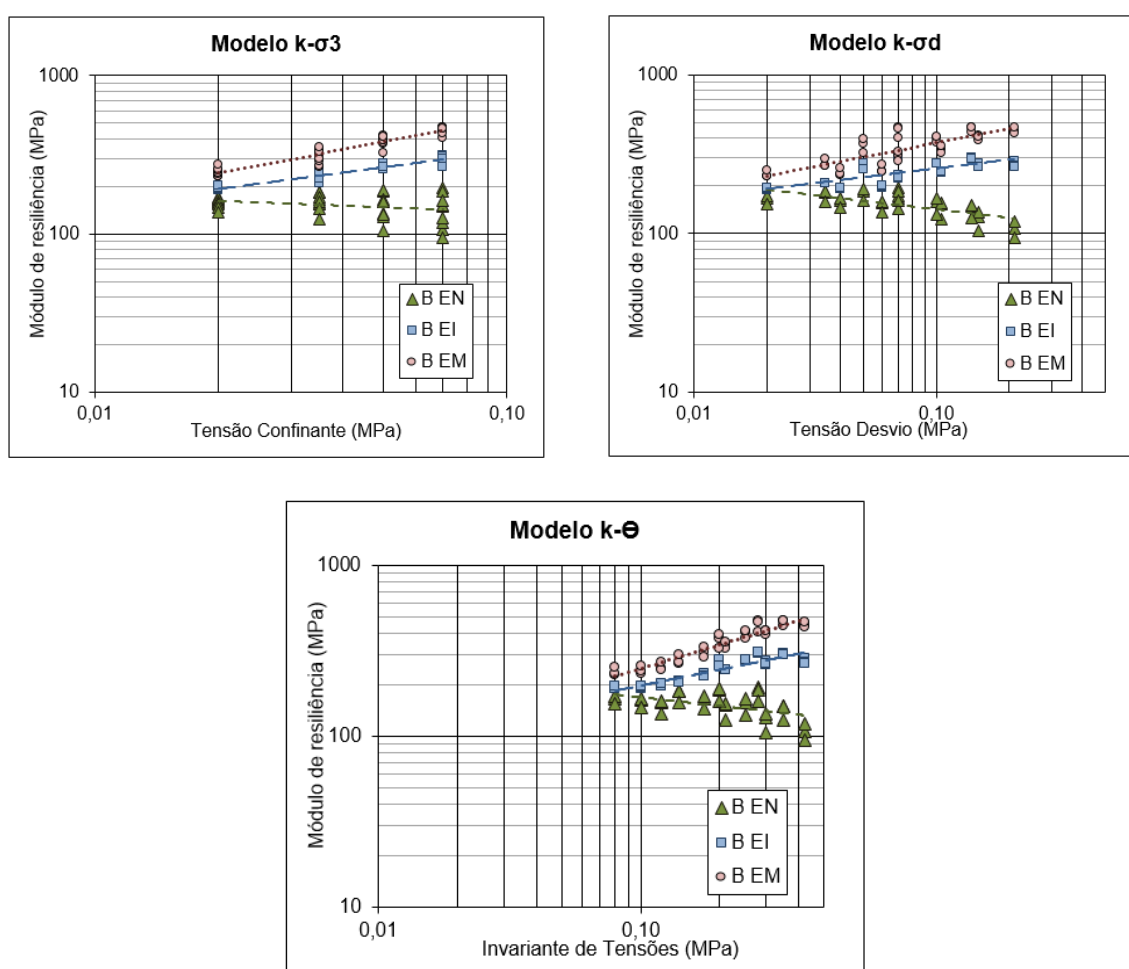 Modelo k-σ3
Módulo de resiliência (MPa)
1000
100
10
0,01
0,10
Tensão Confinante (MPa)
B EN
B EI
B EM
Modelo k-σd
Módulo de resiliência (MPa)
1000
100
10
0,01
0,10
Tensão Desvio (MPa)
B EN
B EI
B EM
Modelo k-Ɵ
Módulo de resiliência (MPa)
1000
100
10
0,01
0,10
Invariante de Tensões (MPa)
B EN
B EI
B EM